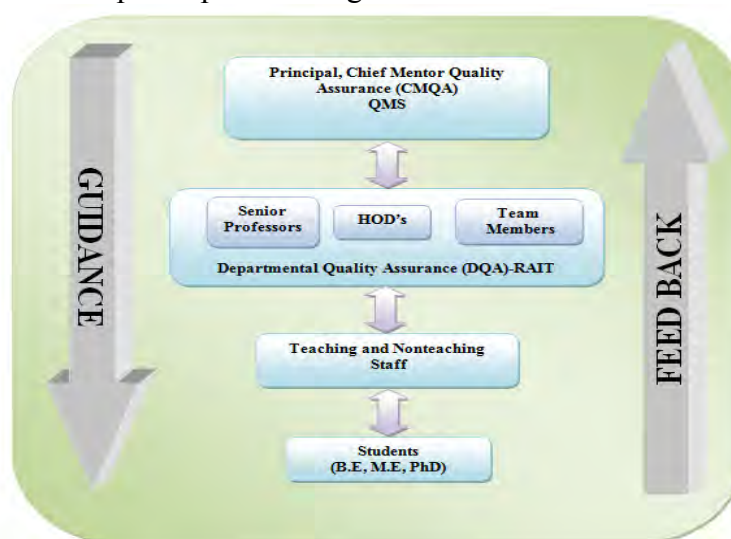 Principal, Chief Mentor Quality
Assurance (CMQA)
QMS
GUIDANCE
FEED BACK
Senior
Professors
HOD's
Team
Members
Departmental Quality Assurance (DQA)-RAIT
Teaching and Nonteaching
Staff
Students
(B.E, M.E, PhD)